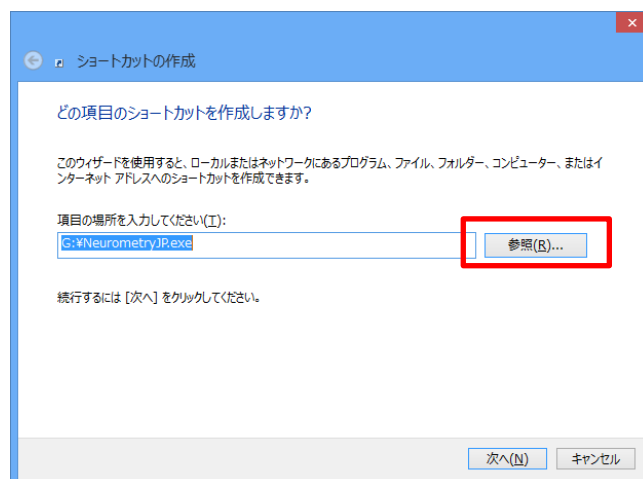 ショートカットの作成
どの項目のショートカットを作成しますか?
このウィザードを使用すると、ローカルまたはネットワークにあるプログラム、ファイル、フォルダー、コンピューター、またはイ
ンターネット アドレスへのショートカットを作成できます。
項目の場所を入力してください(T):
G:¥NeurometryJP.exe
参照(R)...
続行するには [次へ] をクリックしてください。
次へ(N)
キャンセル